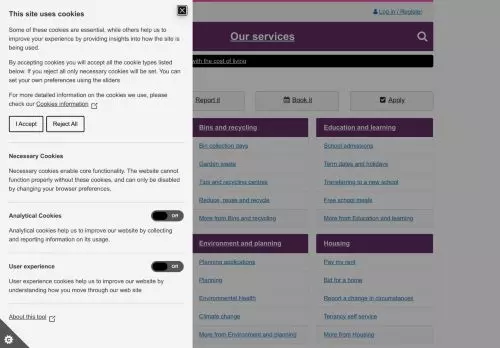 This site uses cookies
Some of these cookies are essential, while others help us to
improve your experience by providing insights into how the site is
being used.
By accepting cookies you will accept all the cookie types listed
below. If you reject all only necessary cookies will be set. You can
set your own preferences using the sliders
For more detailed information on the cookies we use, please
check our Cookies information
I Accept
Reject All
Necessary Cookies
Necessary cookies enable core functionality. The website cannot
function properly without these cookies, and can only be disabled
by changing your browser preferences.
Analytical Cookies
Off
Analytical cookies help us to improve our website by collecting
and reporting information on its usage.
User experience
Off
User experience cookies help us to improve our website by
understanding how you move through our web site
About this tool
Log in / Register
Our services
with the cost of living
Report it
Book it
Apply
Bins and recycling
Bin collection days
Garden waste
Tips and recycling centres
Reduce, reuse and recycle
More from Bins and recycling
Education and learning
School admissions
Term dates and holidays
Transferring to a new school
Free school meals
More from Education and learning
Environment and planning
Planning applications
Planning
Environmental Health
Climate change
More from Environment and planning
Housing
Pay my rent
Bid for a home
Report a change in circumstances
Tenancy self service
More from Housing